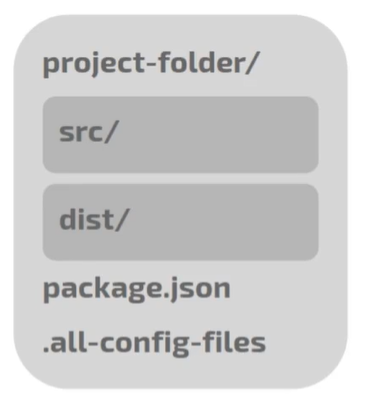 project-folder/
src/
dist/
package.json
.all-config-files